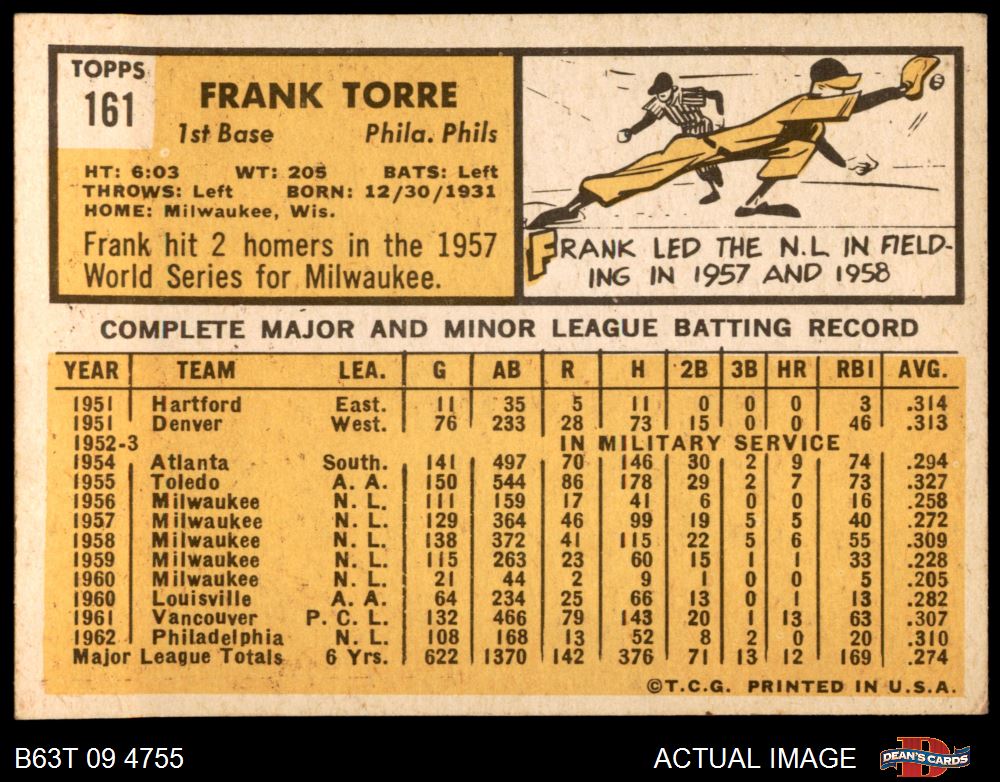 TOPPS
161
FRANK TORRE
1st Base Phila. Phils
HT: 6:03 WT: 205 BATS: Left
THROWS: Left BORN: 12/30/1931
HOME: Milwaukee, Wis.
Frank hit 2 homers in the 1957
World Series for Milwaukee.
FRANK LED THE N.L IN FIELD-
ING IN 1957 AND 1958
COMPLETE MAJOR AND MINOR LEAGUE BATTING RECORD
YEAR TEAM LEA. G AB R H 2B 3B HR RBI AVG.
1951 Hartford East. 11 35 5 11 0 0 0 3 .314
1951 Denver West. 76 233 28 73 15 0 0 46 .313
1952-3 IN MILITARY SERVICE
1954 Atlanta South. 141 497 70 146 30 2 9 74 .294
1955 Toledo A. A. 150 544 86 178 29 2 7 73 .327
1956 Milwaukee N. L. 111 159 17 41 6 0 0 16 .258
1957 Milwaukee N. L. 129 364 46 99 19 5 5 40 .272
1958 Milwaukee N. L. 138 372 41 115 22 5 6 55 .309
1959 Milwaukee N. L. 115 263 23 60 15 1 1 33 .228
1960 Milwaukee N. L. 21 44 2 9 1 0 0 5 .205
1960 Louisville A. A. 64 234 25 66 13 0 1 13 .282
1961 Vancouver P. C. L. 132 466 79 143 20 1 13 63 .307
1962 Philadelphia N. L. 108 168 13 52 8 2 0 20 .310
Major League Totals 6 Yrs. 622 1370 142 376 71 13 12 169 .274
©T.C.G. PRINTED IN U.S.A.
B63T 09 4755 ACTUAL IMAGE DEAN'S CARDS